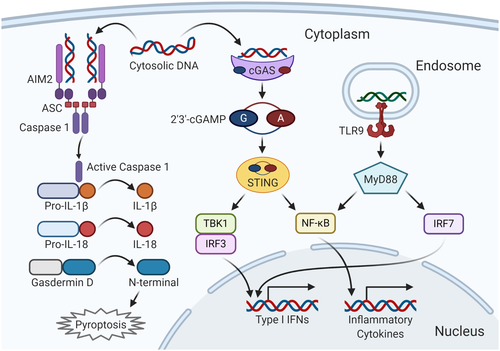 Cytoplasm
Cytosolic DNA
AIM2
ASC
Caspase 1
cGAS
2'3'-cGAMP
G
A
Endosome
TLR9
Active Caspase 1
Pro-IL-1β
IL-1β
Pro-IL-18
IL-18
Gasdermin D
N-terminal
Pyroptosis
STING
MyD88
TBK1
IRF3
NF-κB
IRF7
Type I IFNs
Inflammatory
Cytokines
Nucleus